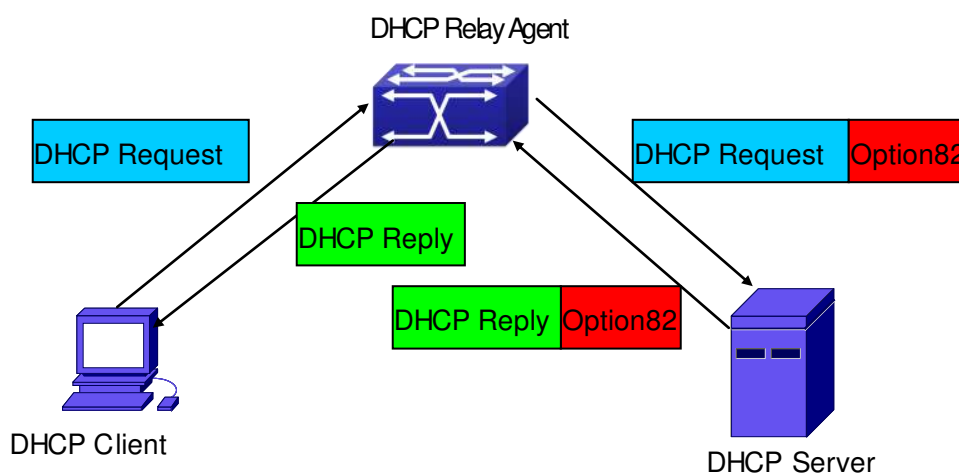 DHCP Relay Agent
DHCP Request
DHCP Request Option82
DHCP Reply
DHCP Reply Option82
DHCP Client
DHCP Server